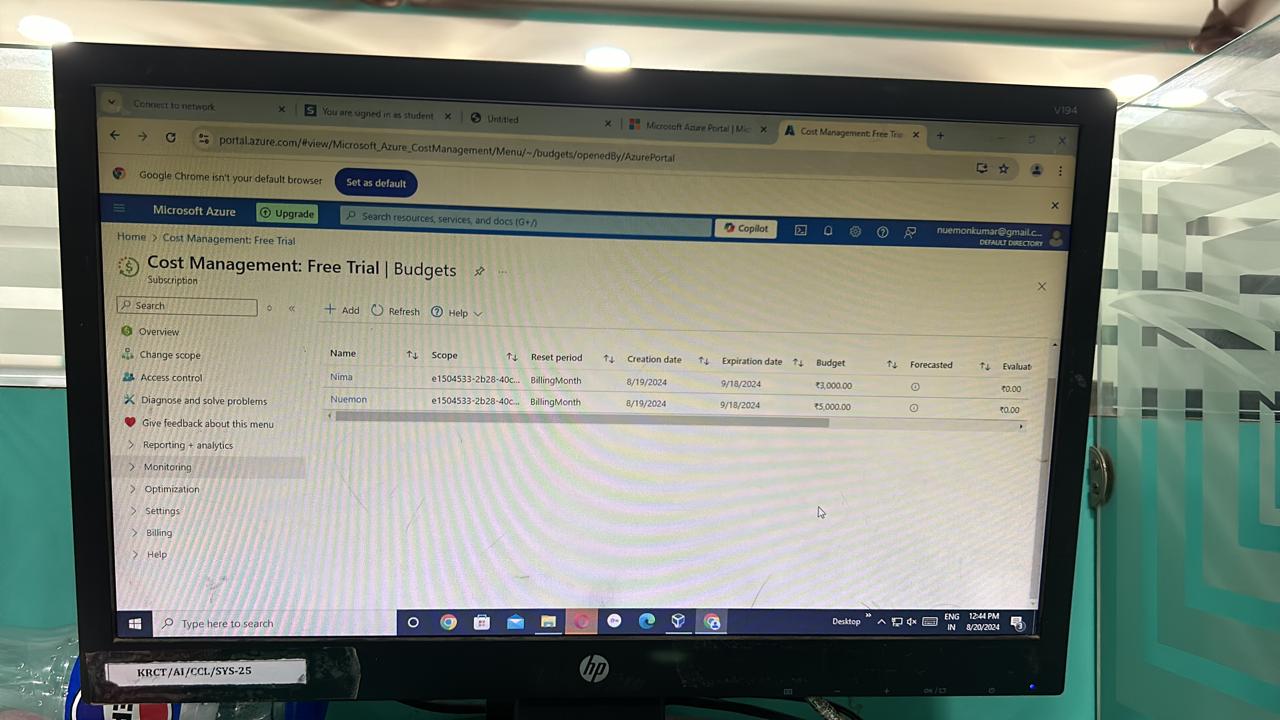 V194
Connect to network
You are signed in as student
Untitled
Microsoft Azure Portal | Mic
Cost Management: Free Tria
portal.azure.com/#view/Microsoft_Azure_CostManagement/Menu/~/budgets/openedBy/AzurePortal
Google Chrome isn't your default browser Set as default
Microsoft Azure Upgrade Search resources, services, and docs (G+/) Copilot nuemonkumar@gmail.c...
DEFAULT DIRECTORY
Home > Cost Management: Free Trial
Cost Management: Free Trial | Budgets ...
Subscription
Search
Add Refresh Help
Overview
Change scope
Access control
Diagnose and solve problems
Give feedback about this menu
Reporting + analytics
Monitoring
Optimization
Settings
Billing
Help
Name Scope Reset period Creation date Expiration date Budget Forecasted Evaluat
Nima e1504533-2b28-40c... BillingMonth 8/19/2024 9/18/2024 ₹3,000.00 ₹0.00
Nuemon e1504533-2b28-40c... BillingMonth 8/19/2024 9/18/2024 ₹5,000.00 ₹0.00
Type here to search
Desktop
ENG
IN
12:44 PM
8/20/2024
3
KRCT/AI/CCL/SYS-25
hp